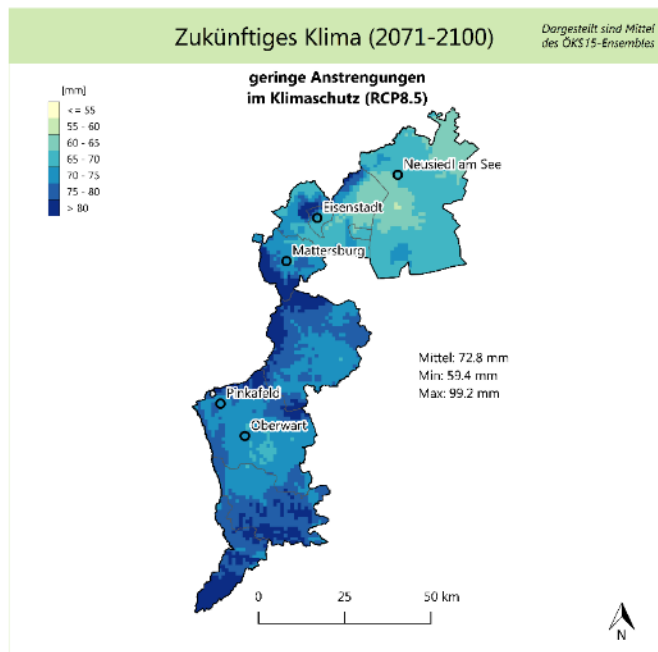 Zukünftiges Klima (2071-2100)
Dargestellt sind Mittel
des ÖKS15-Ensembles
geringe Anstrengungen
im Klimaschutz (RCP8.5)
[mm]
<= 55
55 - 60
60 - 65
65 - 70
70 - 75
75 - 80
> 80
Neusiedl am See
Eisenstadt
Mattersburg
Mittel: 72.8 mm
Min: 59.4 mm
Max: 99.2 mm
Pinkafeld
Oberwart
0 25 50 km
N